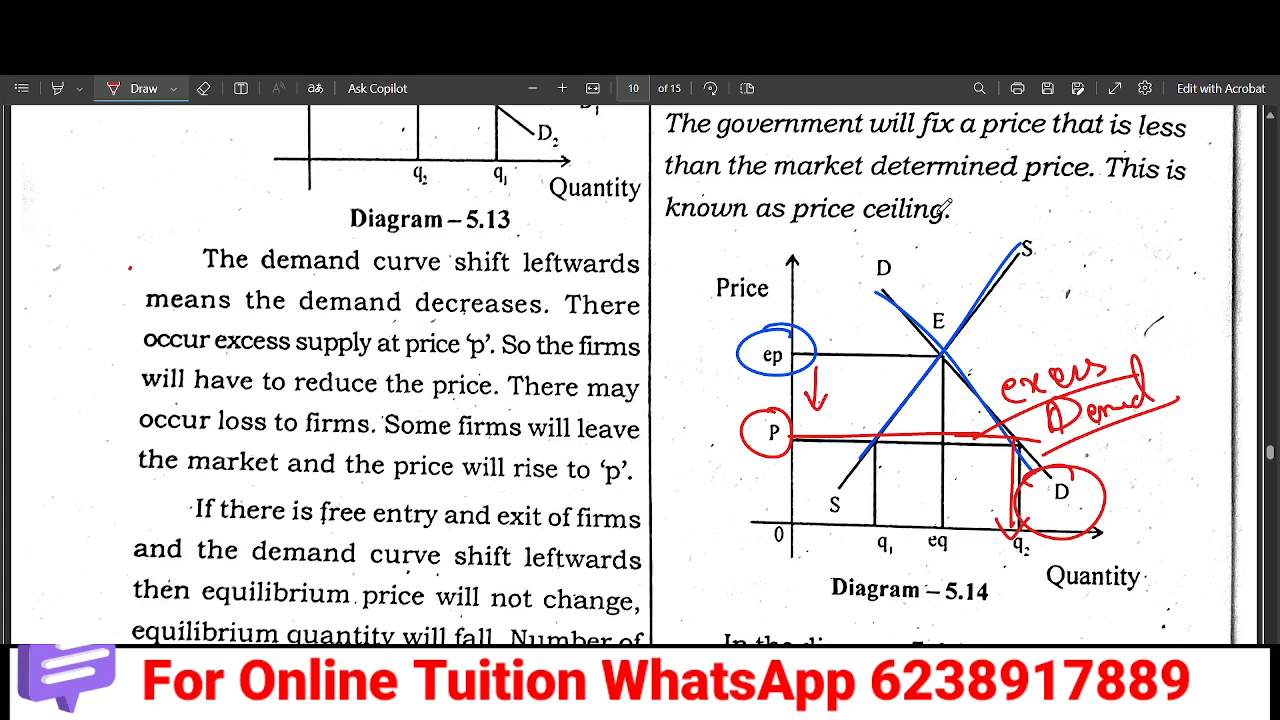 Draw
Ask Copilot
10 of 15
Edit with Acrobat
D₂
q₂
q₁
Quantity
Diagram – 5.13
The demand curve shift leftwards
means the demand decreases. There
occur excess supply at price 'p'. So the firms
will have to reduce the price. There may
occur loss to firms. Some firms will leave
the market and the price will rise to 'p'.
If there is free entry and exit of firms
and the demand curve shift leftwards
then equilibrium price will not change,
equilibrium quantity will fall. Number of
The government will fix a price that is less
than the market determined price. This is
known as price ceiling.
S
D
Price
E
ep
P
D
S
0
q₁
eq
q₂
Quantity
Diagram – 5.14
For Online Tuition WhatsApp 6238917889